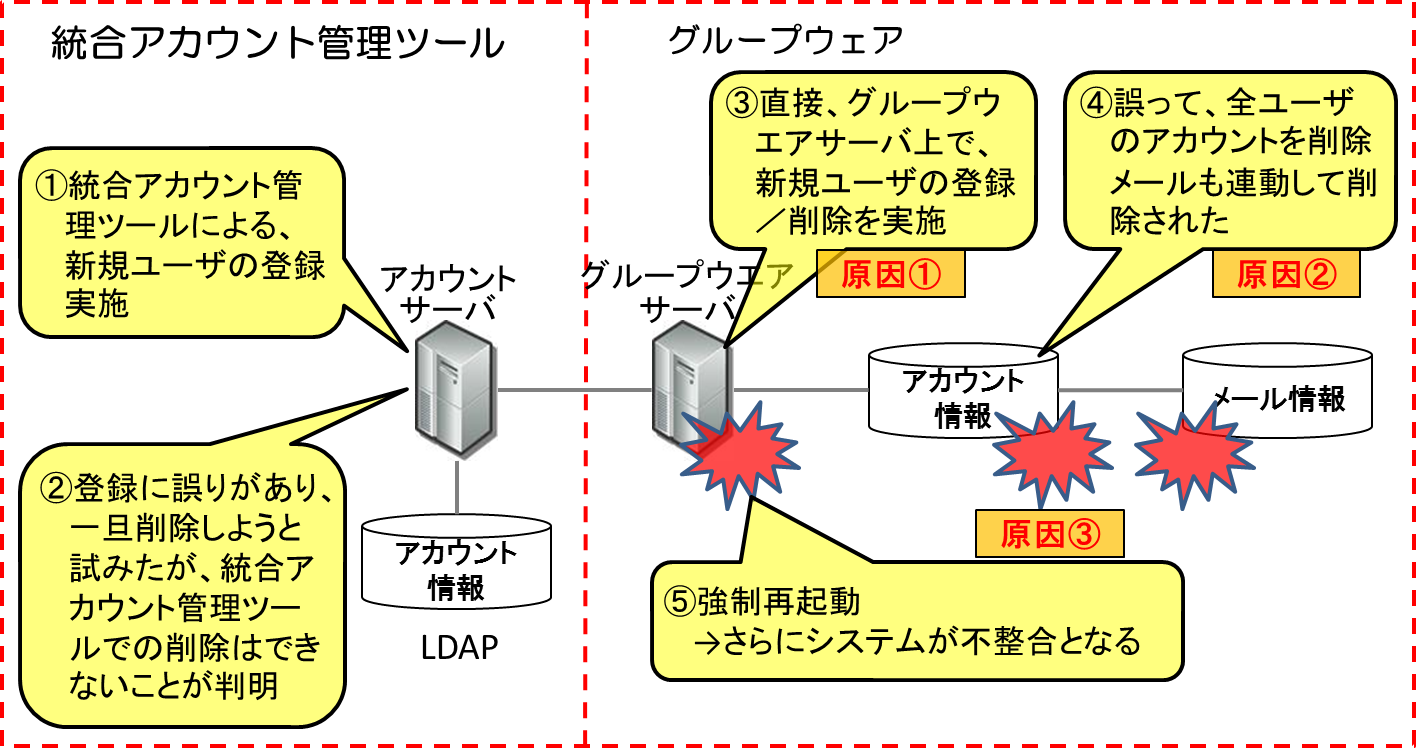 統合アカウント管理ツール
グループウェア
①統合アカウント管
理ツールによる、
新規ユーザの登録
実施
②登録に誤りがあり、
一旦削除しようと
試みたが、統合ア
カウント管理ツー
ルでの削除はでき
ないことが判明
アカウント
サーバ
アカウント
情報
LDAP
③直接、グループウ
エアサーバ上で、
新規ユーザの登録
／削除を実施
原因①
グループウエア
サーバ
④誤って、全ユーザ
のアカウントを削除
メールも連動して削
除された
原因②
アカウント
情報
メール情報
原因③
⑤強制再起動
→さらにシステムが不整合となる